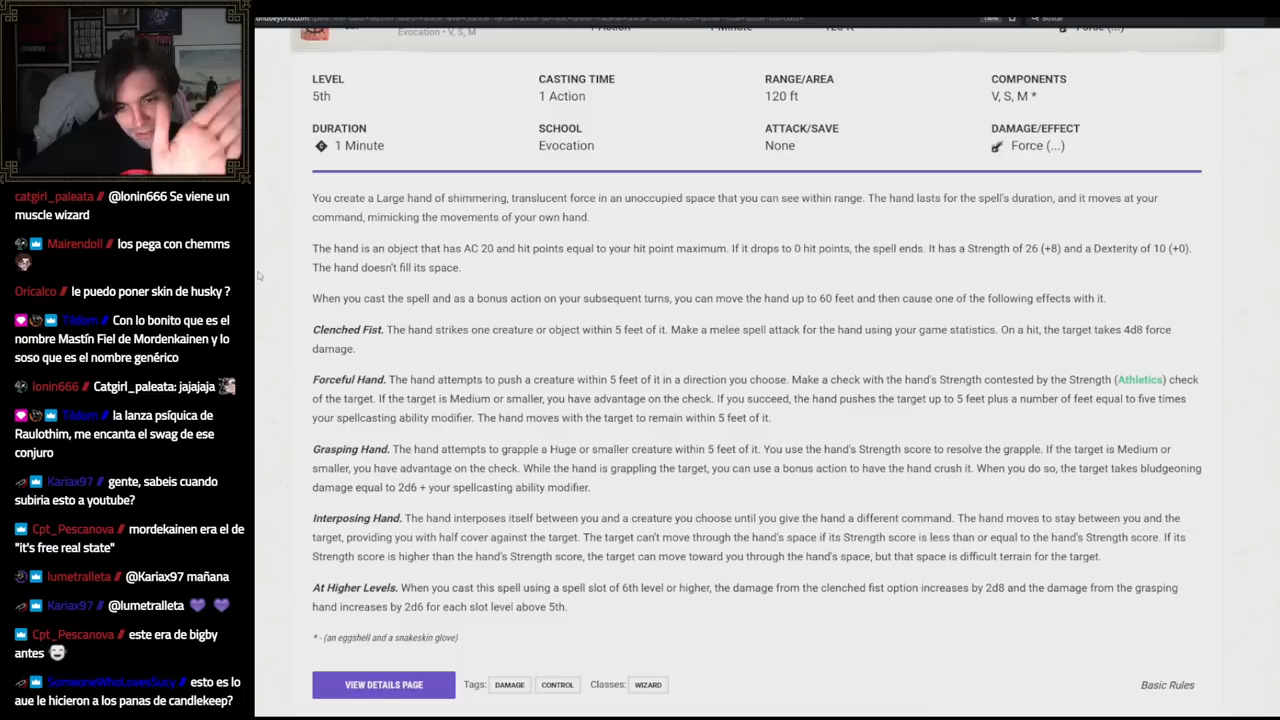 catgirl_paleata // @lonin666 Se viene un
muscle wizard
Mairendoll // los pega con chemms
Oricalco // le puedo poner skin de husky ?
Tildom // Con lo bonito que es el
nombre Mastín Fiel de Mordenkainen y lo
soso que es el nombre genérico
lonin666 // Catgirl_paleata: jajajaja
Tildom // la lanza psíquica de
Raulothim, me encanta el swag de ese
conjuro
Kariax97 // gente, sabeis cuando
subiria esto a youtube?
Cpt_Pescanova // mordekainen era el de
"it's free real state"
lumetralleta // @Kariax97 mañana
Kariax97 // @lumetralleta
Cpt_Pescanova // este era de bigby
antes
SomeoneWhoLovesSucy // esto es lo
aue le hicieron a los panas de candlekeep?
Evocation • V, S, M
LEVEL
5th
CASTING TIME
1 Action
RANGE/AREA
120 ft
COMPONENTS
V, S, M *
DURATION
1 Minute
SCHOOL
Evocation
ATTACK/SAVE
None
DAMAGE/EFFECT
Force (...)
You create a Large hand of shimmering, translucent force in an unoccupied space that you can see within range. The hand lasts for the spell's duration, and it moves at your
command, mimicking the movements of your own hand.
The hand is an object that has AC 20 and hit points equal to your hit point maximum. If it drops to 0 hit points, the spell ends. It has a Strength of 26 (+8) and a Dexterity of 10 (+0).
The hand doesn't fill its space.
When you cast the spell and as a bonus action on your subsequent turns, you can move the hand up to 60 feet and then cause one of the following effects with it.
Clenched Fist. The hand strikes one creature or object within 5 feet of it. Make a melee spell attack for the hand using your game statistics. On a hit, the target takes 4d8 force
damage.
Forceful Hand. The hand attempts to push a creature within 5 feet of it in a direction you choose. Make a check with the hand's Strength contested by the Strength (Athletics) check
of the target. If the target is Medium or smaller, you have advantage on the check. If you succeed, the hand pushes the target up to 5 feet plus a number of feet equal to five times
your spellcasting ability modifier. The hand moves with the target to remain within 5 feet of it.
Grasping Hand. The hand attempts to grapple a Huge or smaller creature within 5 feet of it. You use the hand's Strength score to resolve the grapple. If the target is Medium or
smaller, you have advantage on the check. While the hand is grappling the target, you can use a bonus action to have the hand crush it. When you do so, the target takes bludgeoning
damage equal to 2d6 + your spellcasting ability modifier.
Interposing Hand. The hand interposes itself between you and a creature you choose until you give the hand a different command. The hand moves to stay between you and the
target, providing you with half cover against the target. The target can't move through the hand's space if its Strength score is less than or equal to the hand's Strength score. If its
Strength score is higher than the hand's Strength score, the target can move toward you through the hand's space, but that space is difficult terrain for the target.
At Higher Levels. When you cast this spell using a spell slot of 6th level or higher, the damage from the clenched fist option increases by 2d8 and the damage from the grasping
hand increases by 2d6 for each slot level above 5th.
* - (an eggshell and a snakeskin glove)
VIEW DETAILS PAGE
Tags: DAMAGE CONTROL Classes: WIZARD
Basic Rules